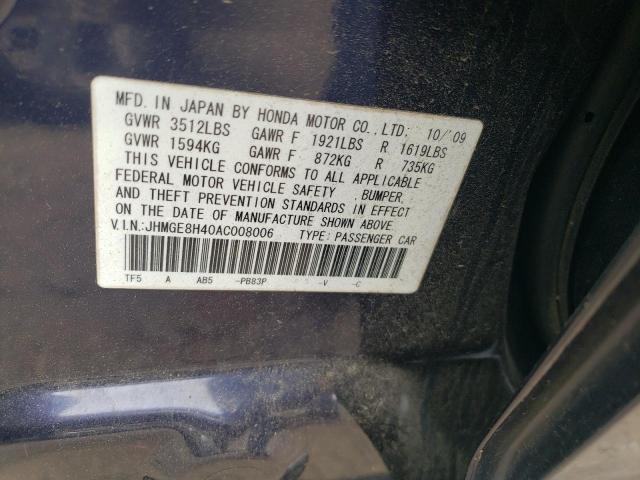 MFD. IN JAPAN BY HONDA MOTOR CO., LTD. 10/09
GVWR 3512LBS GAWR F 1921LBS R 1619LBS
GVWR 1594KG GAWR F 872KG R 735KG
THIS VEHICLE CONFORMS TO ALL APPLICABLE
FEDERAL MOTOR VEHICLE SAFETY , BUMPER,
AND THEFT PREVENTION STANDARDS IN EFFECT
ON THE DATE OF MANUFACTURE SHOWN ABOVE.
V.I.N.:JHMGE8H40AC008006 TYPE: PASSENGER CAR
TF5 A AB5 -PB83P -V -C